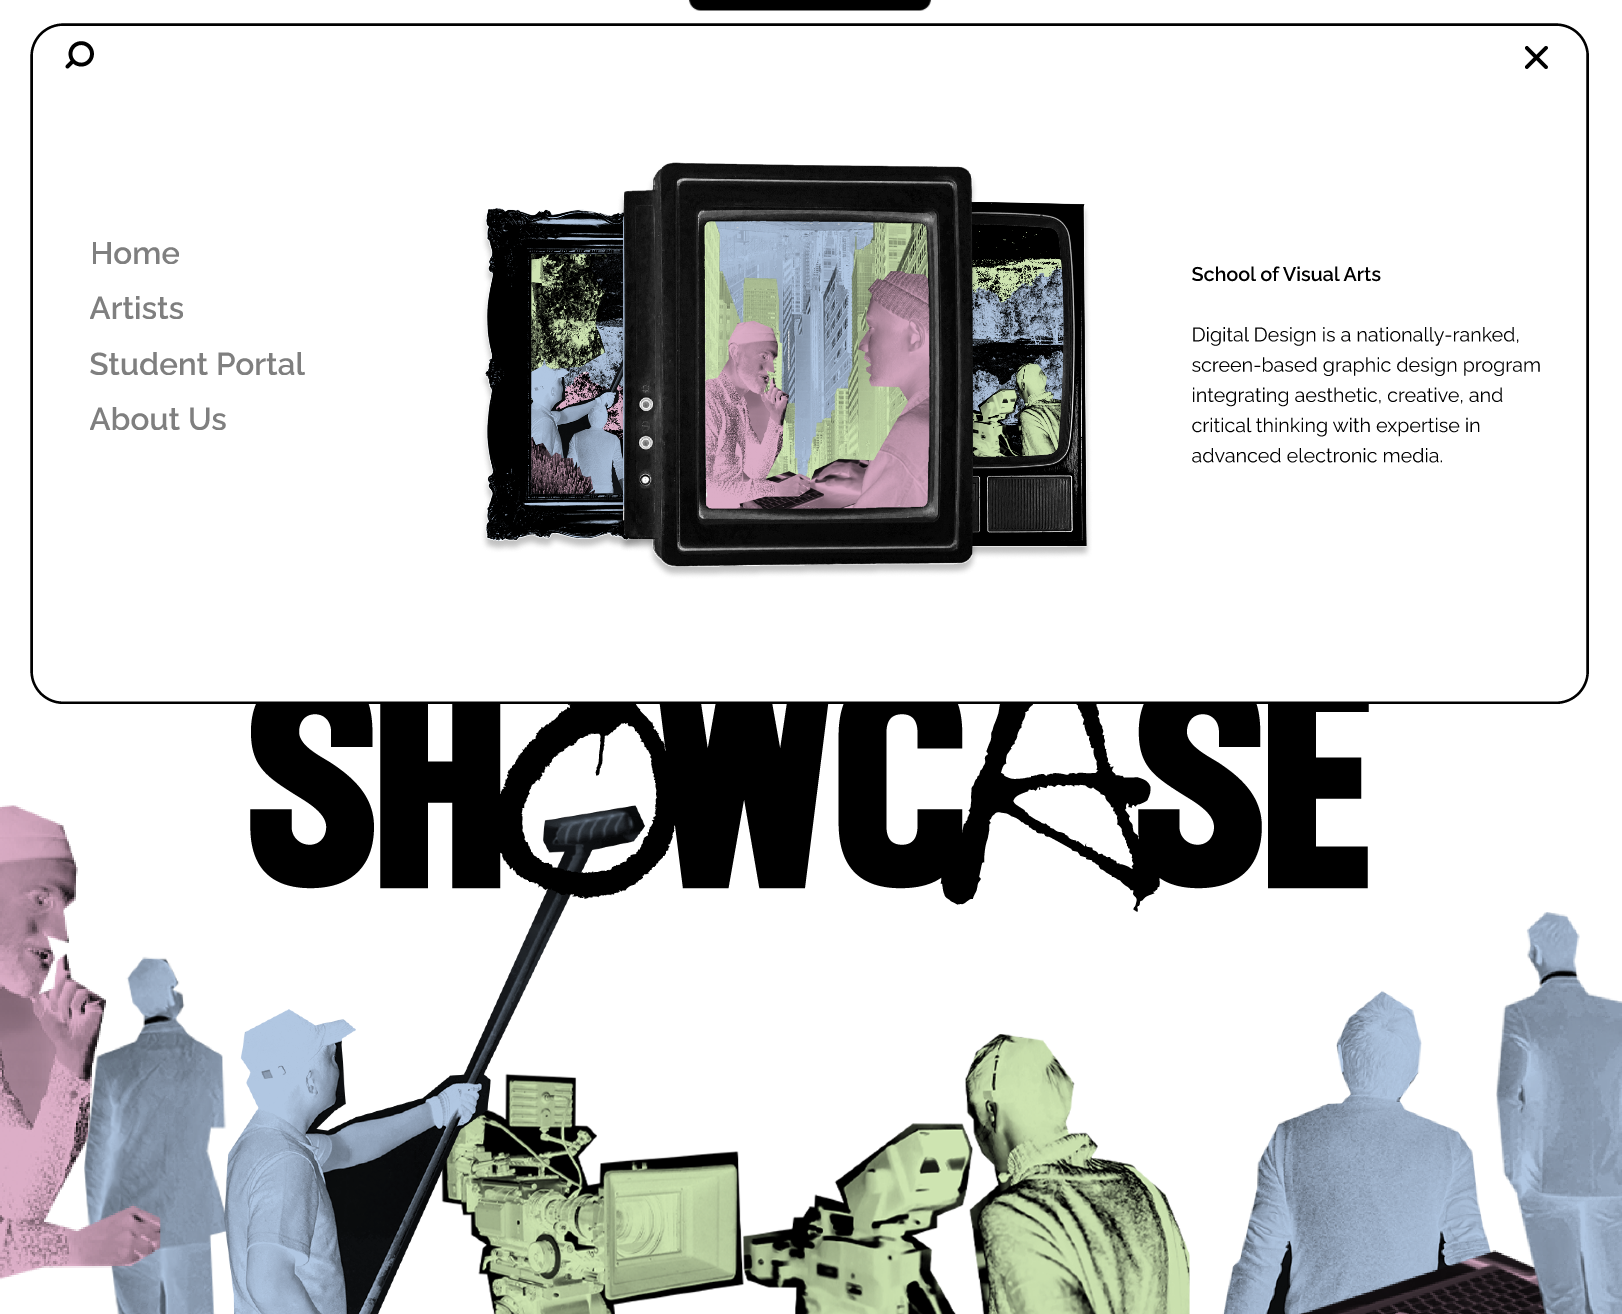 Home
Artists
Student Portal
About Us
School of Visual Arts
Digital Design is a nationally-ranked,
screen-based graphic design program
integrating aesthetic, creative, and
critical thinking with expertise in
advanced electronic media.
SHOWCASE